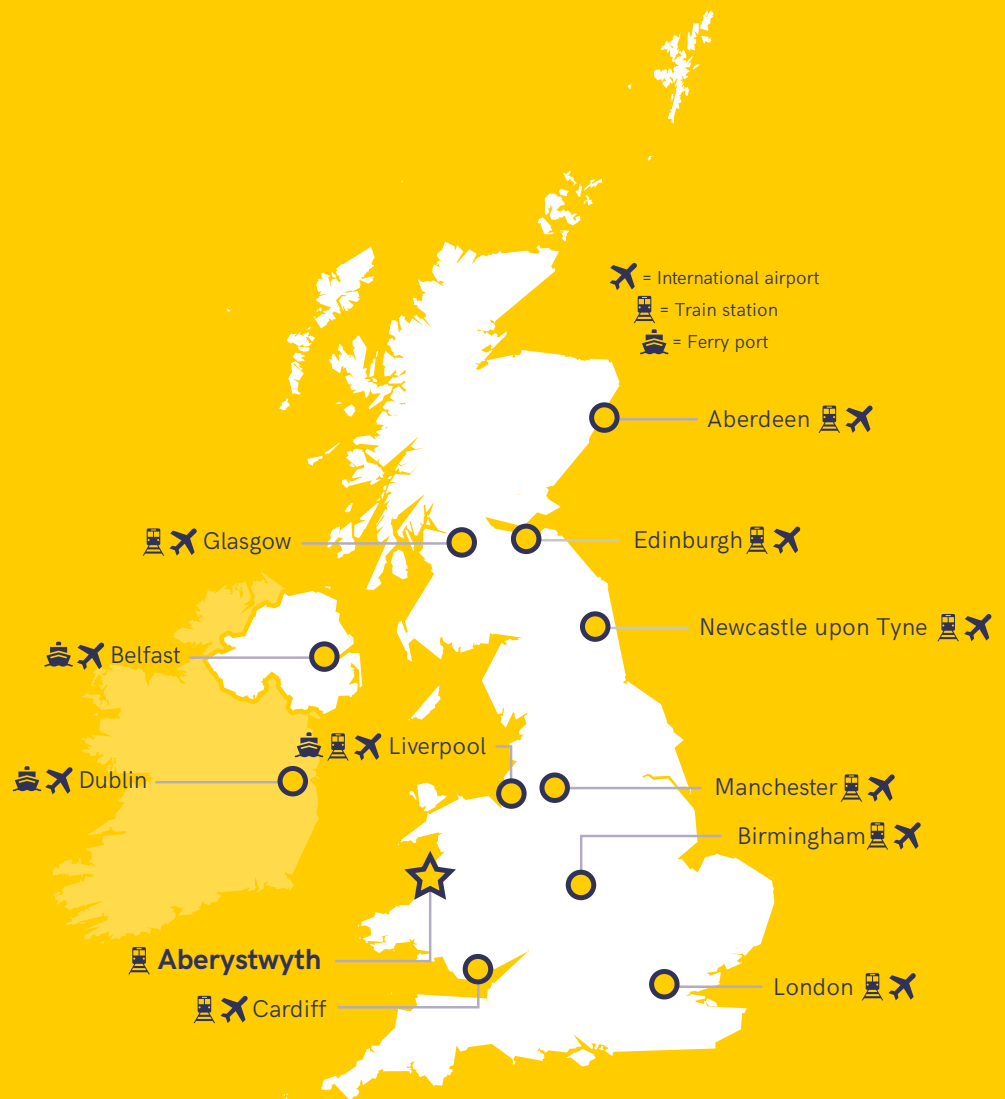 = International airport
= Train station
= Ferry port
Aberdeen
Glasgow
Edinburgh
Newcastle upon Tyne
Belfast
Liverpool
Dublin
Manchester
Birmingham
Aberystwyth
London
Cardiff